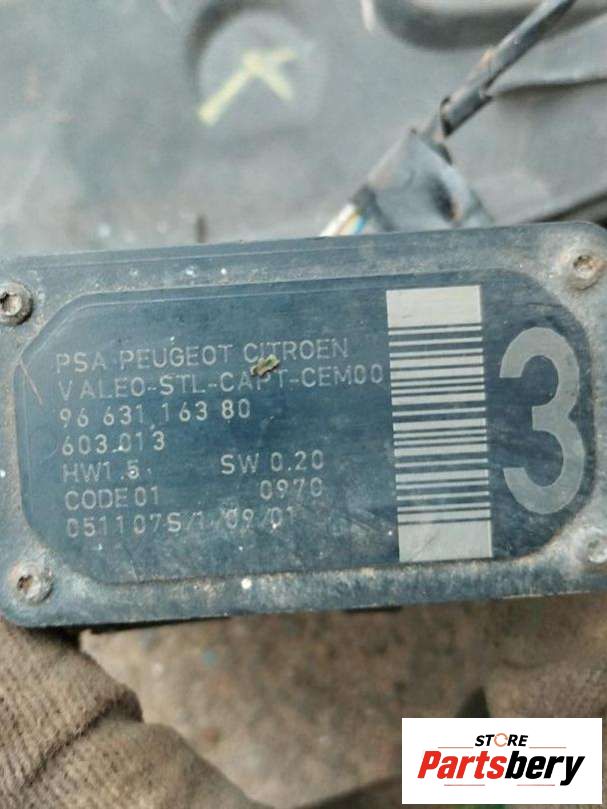 PSA PEUGEOT CITROEN
VALEO-STL-CAPT-CEM00
96 631 163 80
603.013
HW1.5 SW 0.20
CODE 01 0970
051107S/1 09/01
3
STORE
Partsbery